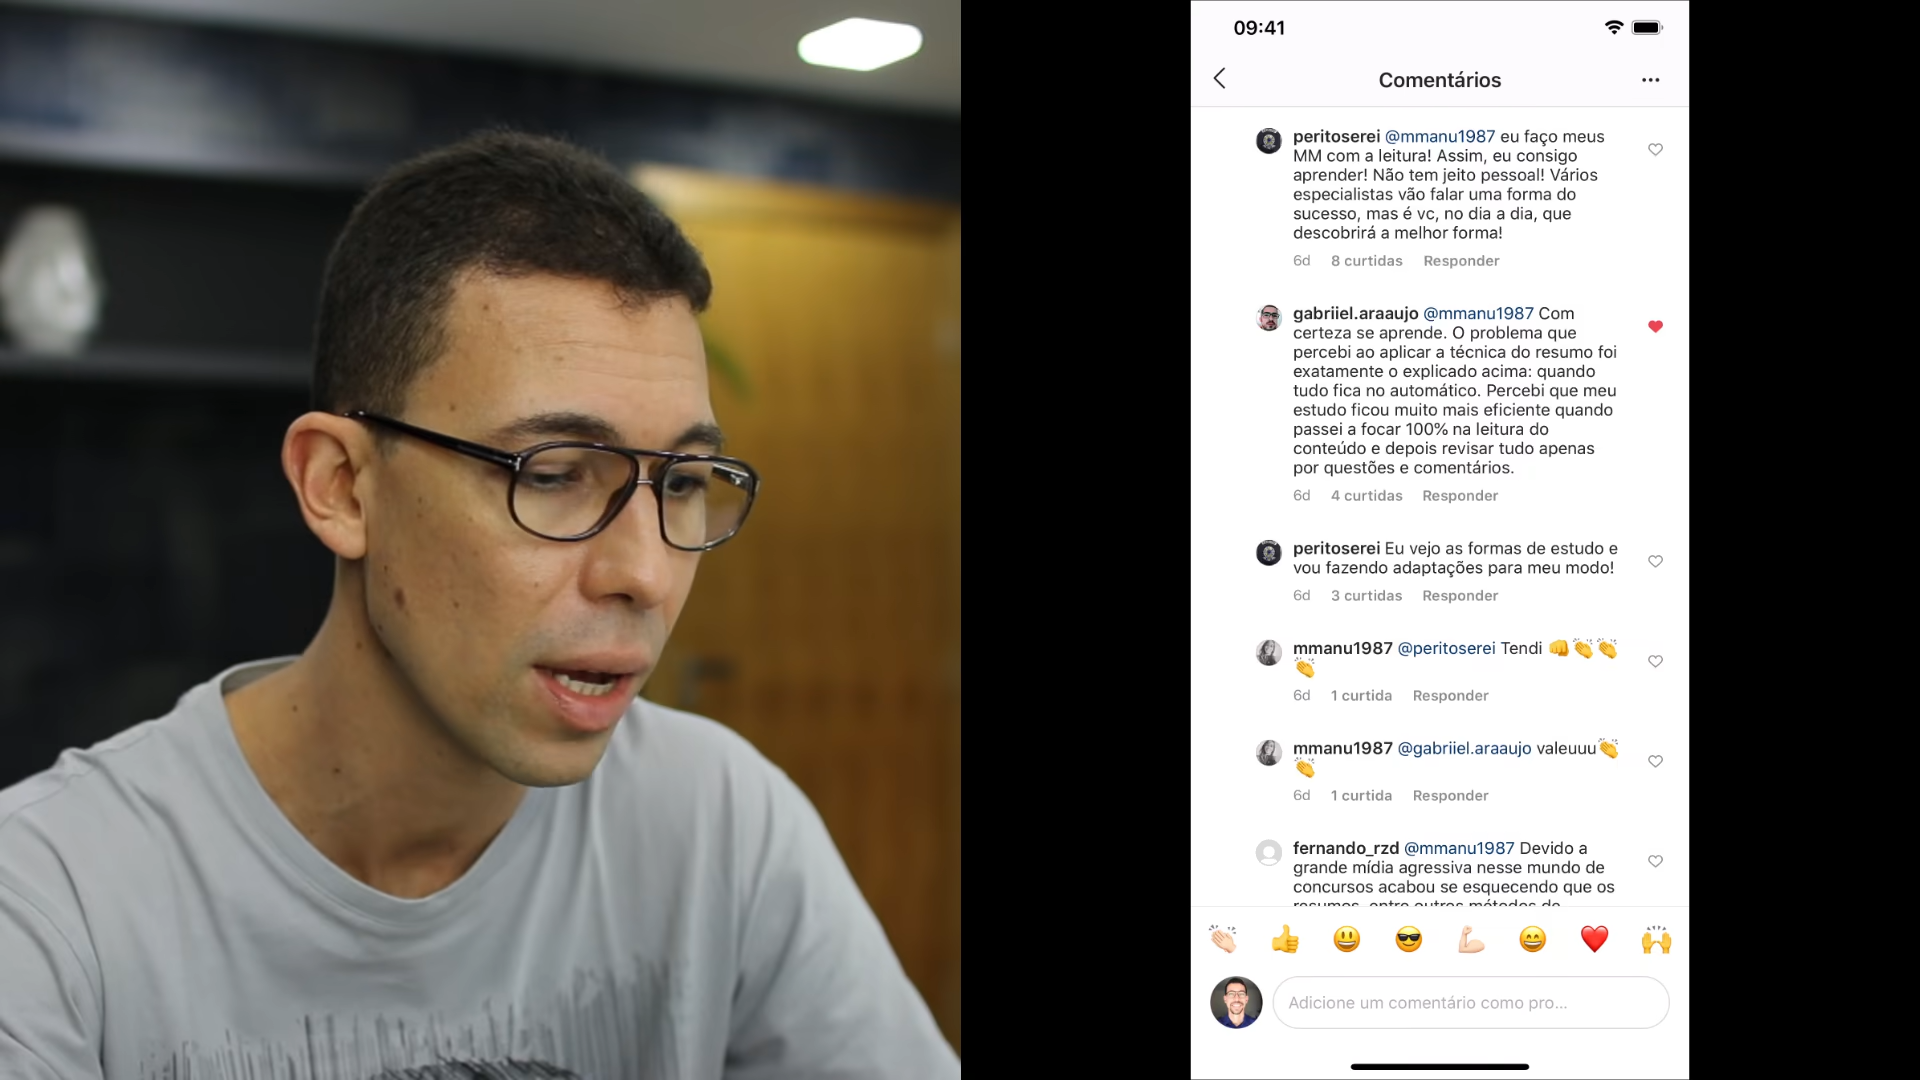 09:41
Comentários
peritoserei @mmanu1987 eu faço meus
MM com a leitura! Assim, eu consigo
aprender! Não tem jeito pessoal! Vários
especialistas vão falar uma forma do
sucesso, mas é vc, no dia a dia, que
descobrirá a melhor forma!
6d 8 curtidas Responder
gabriiel.araaujo @mmanu1987 Com
certeza se aprende. O problema que
percebi ao aplicar a técnica do resumo foi
exatamente o explicado acima: quando
tudo fica no automático. Percebi que meu
estudo ficou muito mais eficiente quando
passei a focar 100% na leitura do
conteúdo e depois revisar tudo apenas
por questões e comentários.
6d 4 curtidas Responder
peritoserei Eu vejo as formas de estudo e
vou fazendo adaptações para meu modo!
6d 3 curtidas Responder
mmanu1987 @peritoserei Tendi 👊👏👏
👏
6d 1 curtida Responder
mmanu1987 @gabriiel.araaujo valeuuu👏
👏
6d 1 curtida Responder
fernando_rzd @mmanu1987 Devido a
grande mídia agressiva nesse mundo de
concursos acabou se esquecendo que os
resumos, entre outros métodos de
Adicione um comentário como pro...